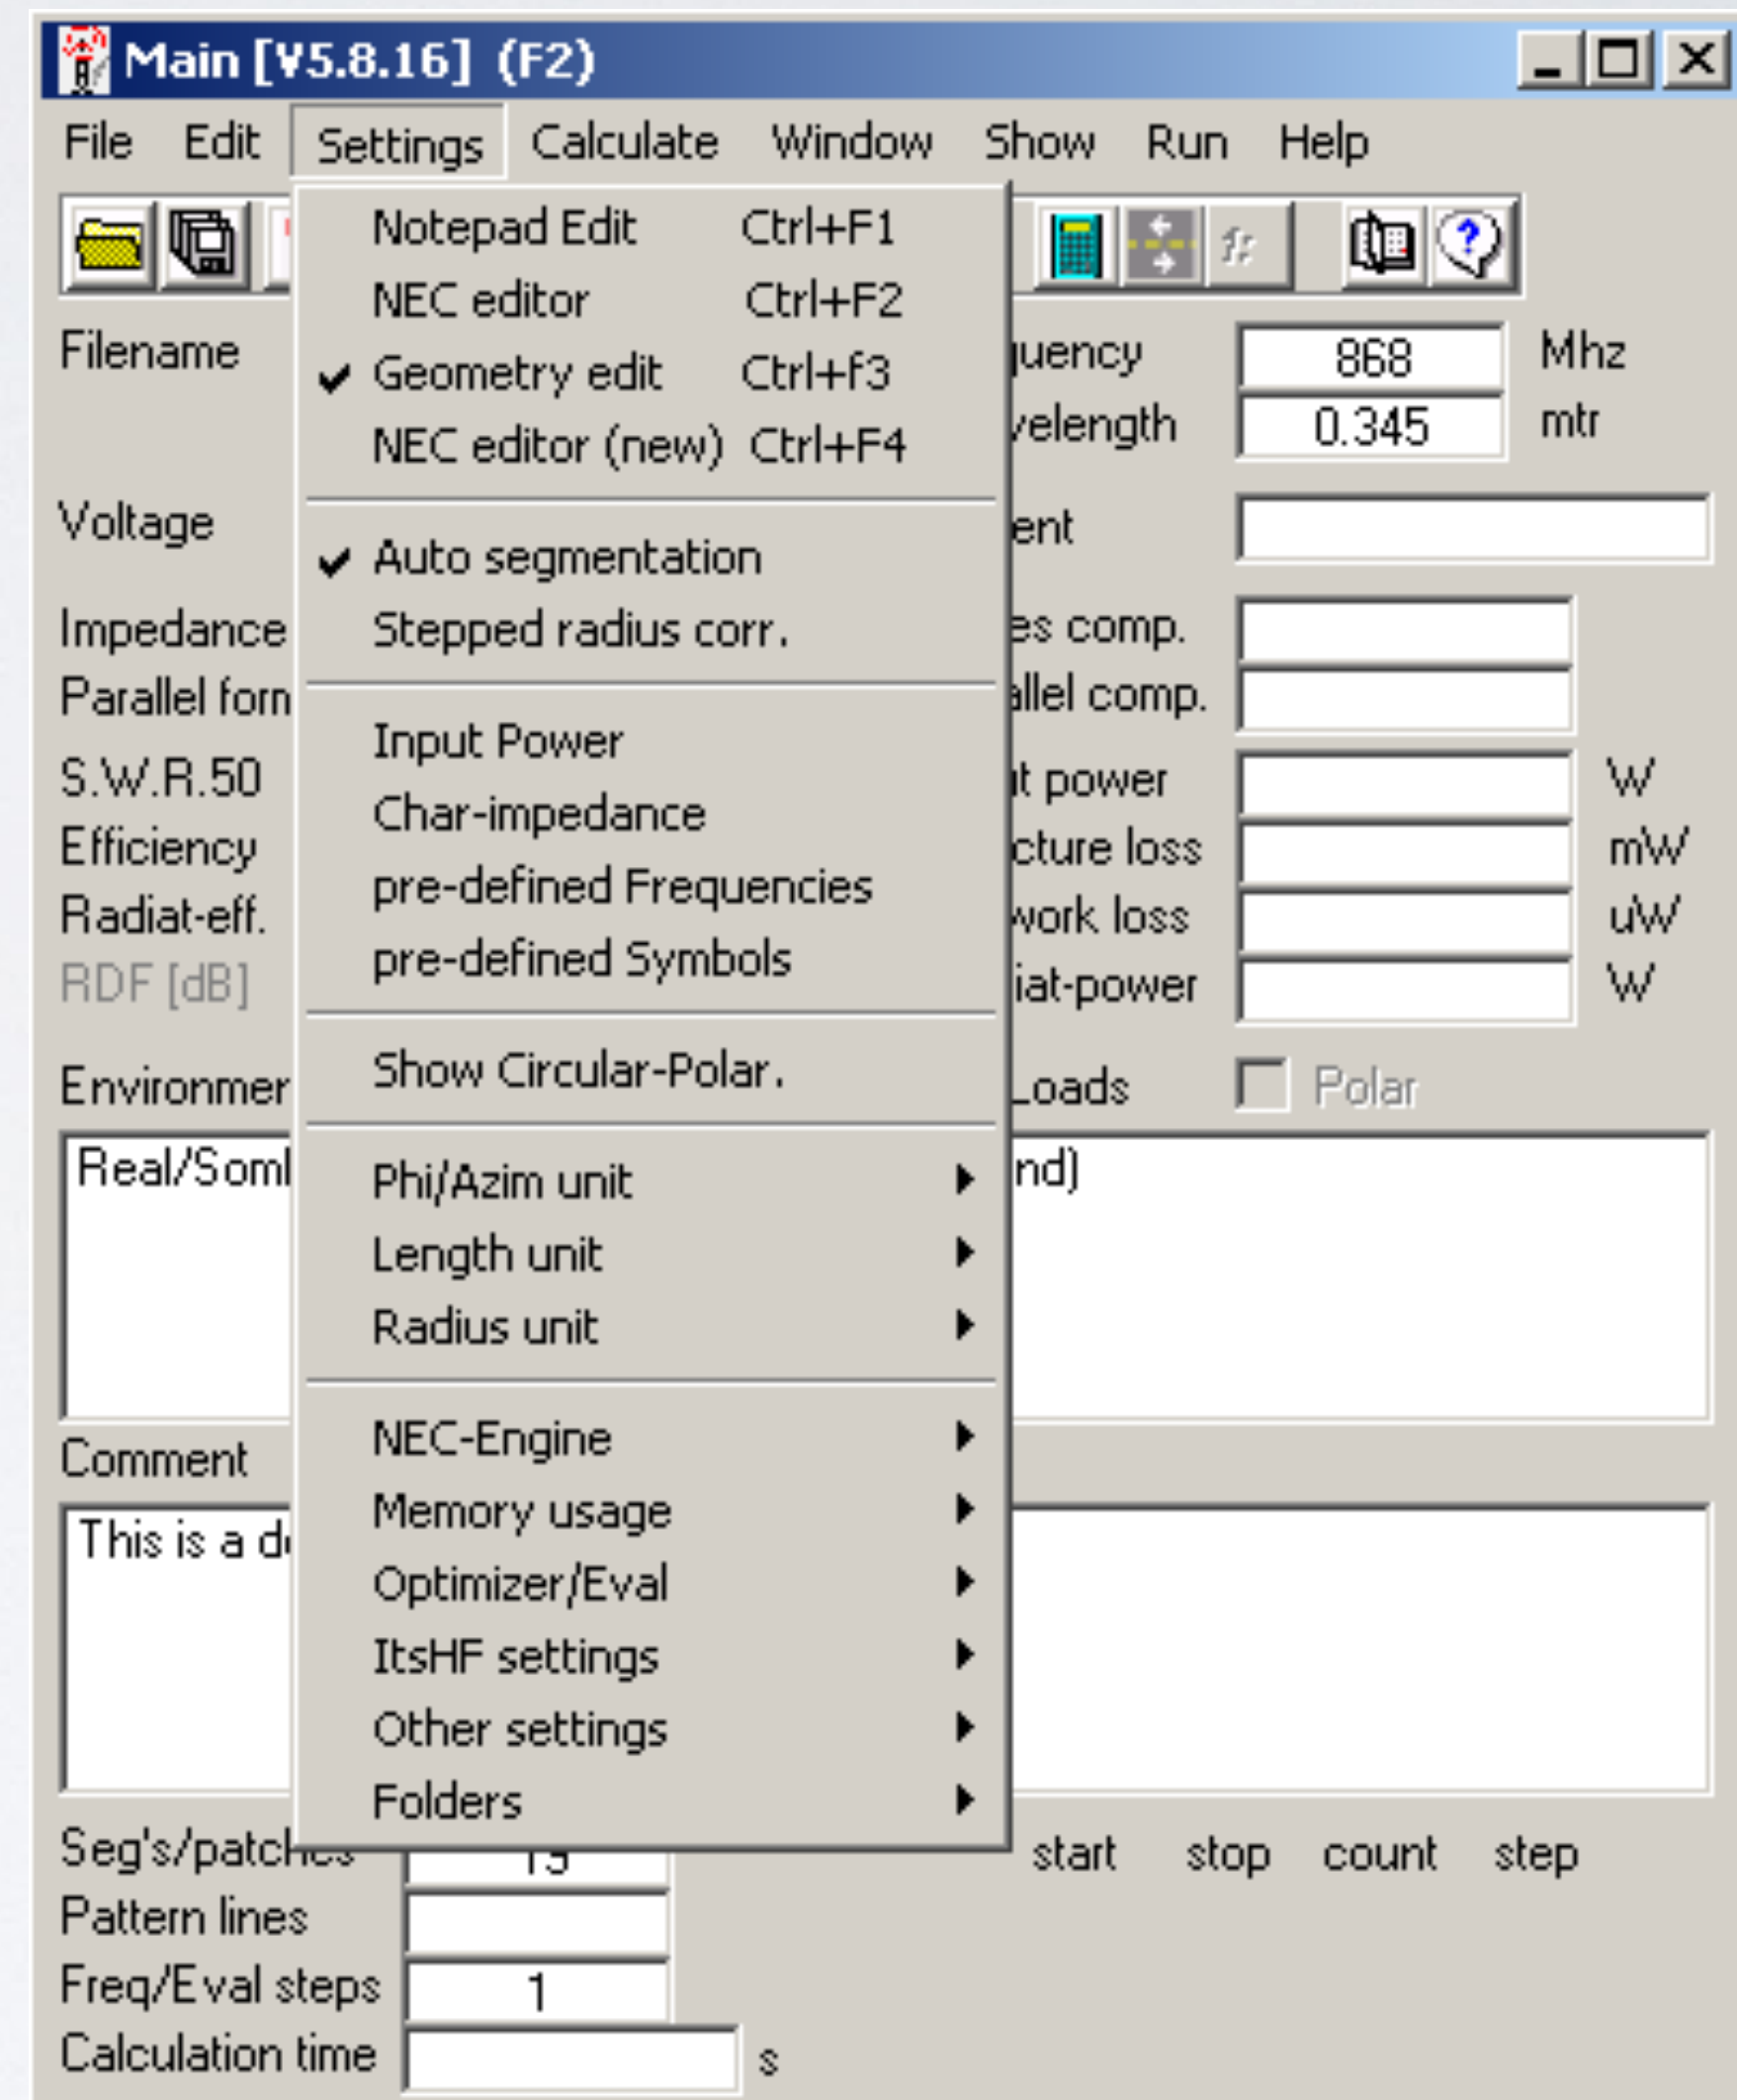 Main [V5.8.16] (F2)
File Edit Settings Calculate Window Show Run Help
Notepad Edit Ctrl+F1
NEC editor Ctrl+F2
Geometry edit Ctrl+f3
NEC editor (new) Ctrl+F4
Auto segmentation
Stepped radius corr.
Input Power
Char-impedance
pre-defined Frequencies
pre-defined Symbols
Show Circular-Polar.
Phi/Azim unit
Length unit
Radius unit
NEC-Engine
Memory usage
Optimizer/Eval
ItsHF settings
Other settings
Folders
Filename
Voltage
Impedance
Parallel form
S.W.R.50
Efficiency
Radiat-eff.
RDF [dB]
quency 868 Mhz
velength 0.345 mtr
ent
es comp.
allel comp.
power W
cture loss mW
work loss uW
iat-power W
Loads Polar
Real/Som
nd)
Comment
This is a d
Seg's/patches 19 start stop count step
Pattern lines
Freq/Eval steps 1
Calculation time s